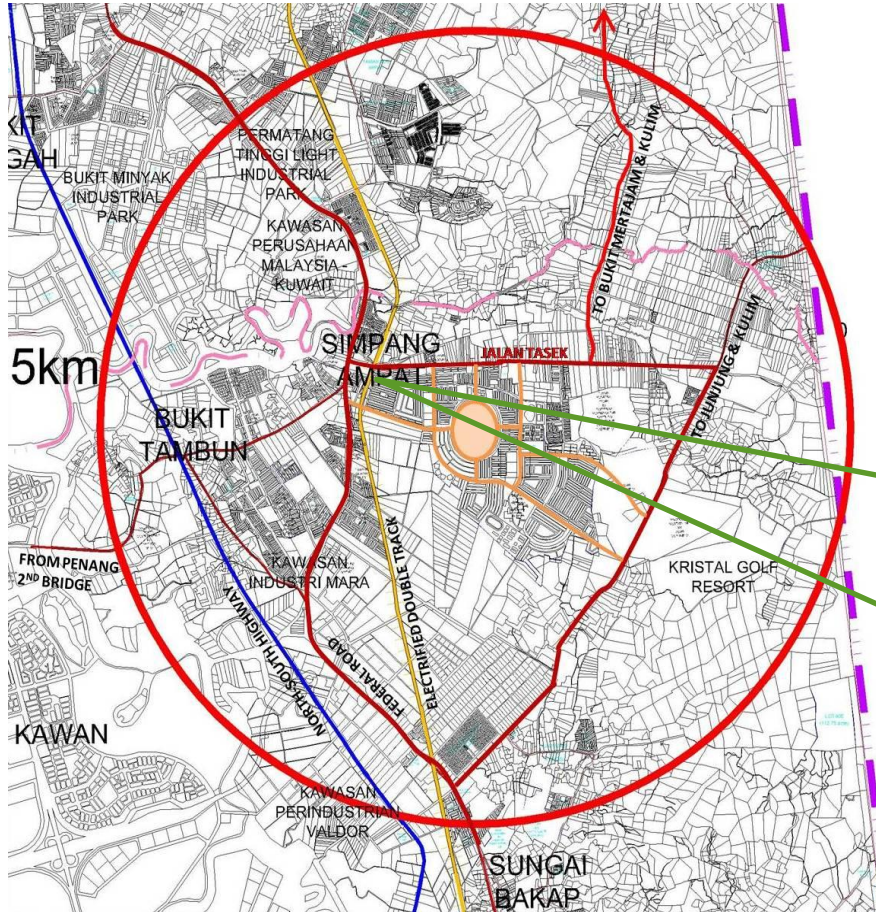 PERMATANG
TINGGI LIGHT
INDUSTRIAL
PARK
KIT
GAH
BUKIT MINYAK
INDUSTRIAL
PARK
KAWASAN
PERUSAHAAN
MALAYSIA -
KUWAIT
TO BUKIT MERTAJAM & KULIM
TO JUNJUNG & KULIM
SIMPANG
AMPAT
JALAN TASEK
5km
BUKIT
TAMBUN
FROM PENANG
2ND BRIDGE
KAWASAN
INDUSTRI MARA
KRISTAL GOLF
RESORT
NORTH-SOUTH HIGHWAY
FEDERAL ROAD
ELECTRIFIED DOUBLE TRACK
KAWAN
KAWASAN
PERINDUSTRIAN
VALDOR
SUNGAI
BAKAP